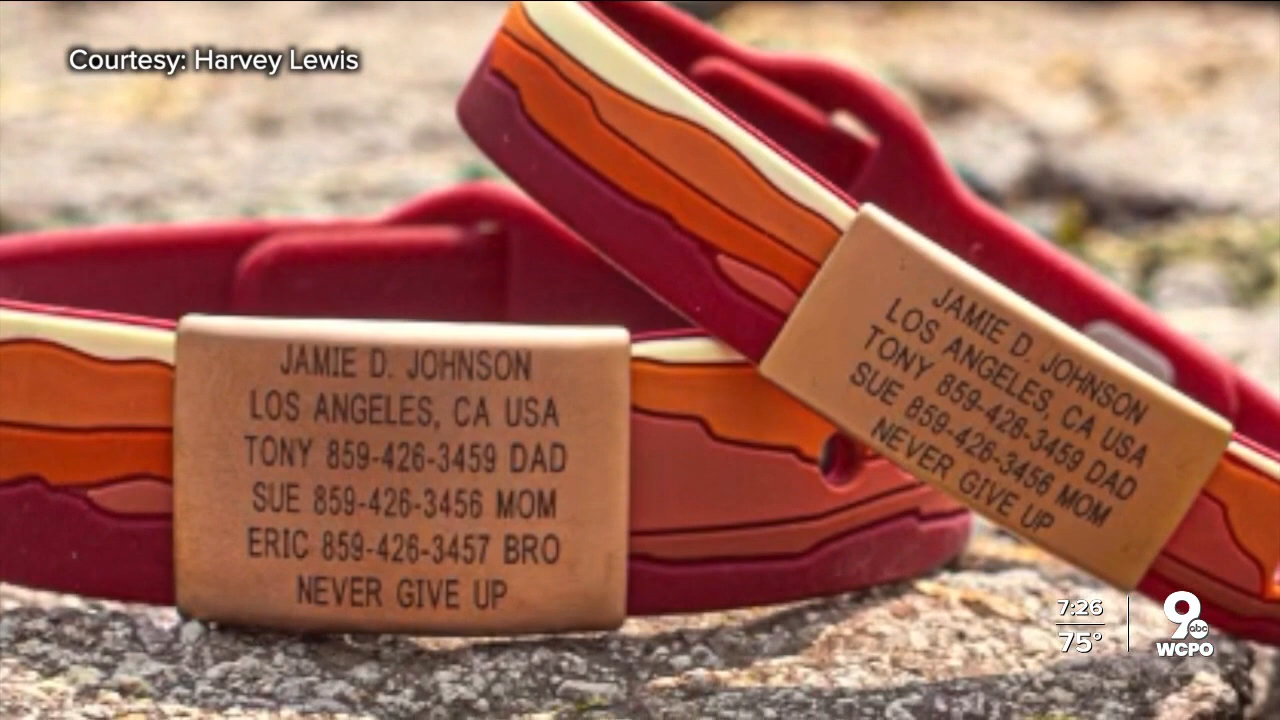 Courtesy: Harvey Lewis
JAMIE D. JOHNSON
LOS ANGELES, CA USA
TONY 859-426-3459 DAD
SUE 859-426-3456 MOM
ERIC 859-426-3457 BRO
NEVER GIVE UP
JAMIE D. JOHNSON
LOS ANGELES, CA USA
TONY 859-426-3459 DAD
SUE 859-426-3456 MOM
NEVER GIVE UP
7:26
75°
9
abc
WCPO